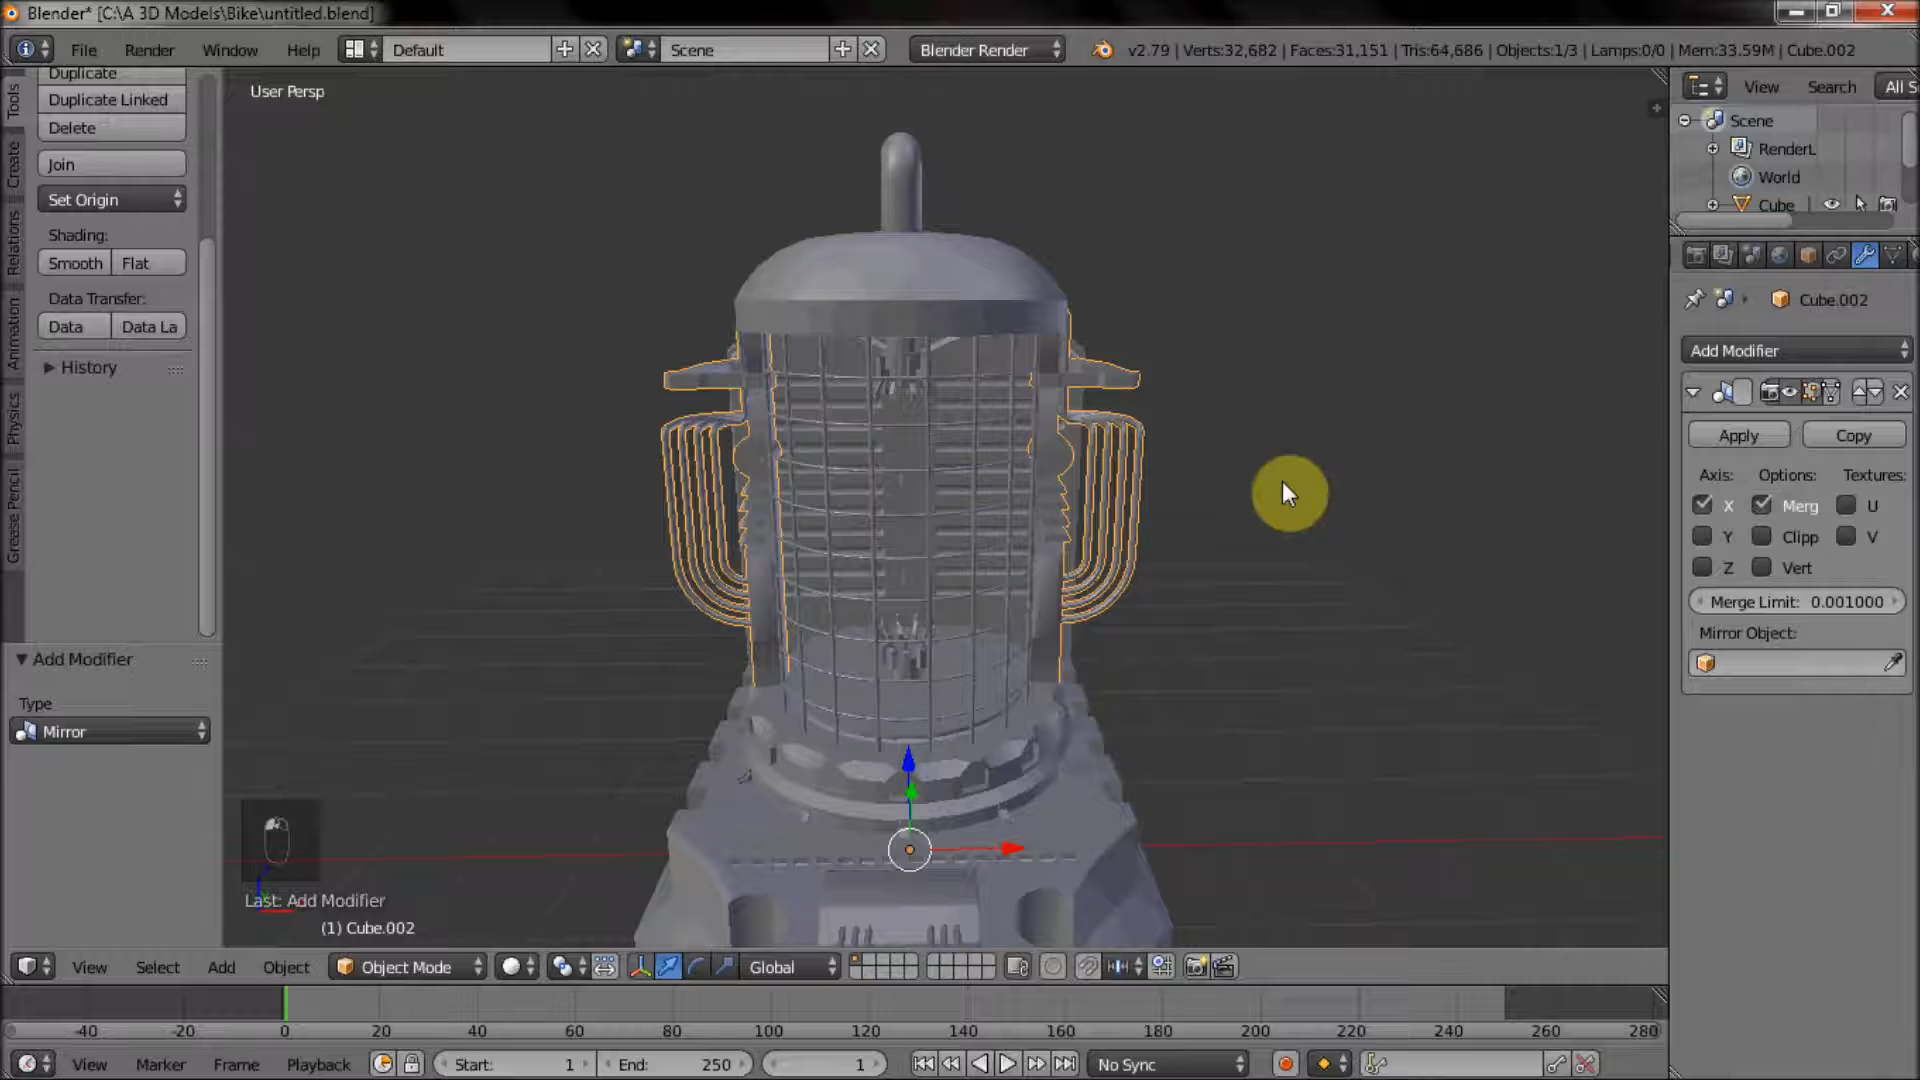 Blender* [C:\A 3D Models\Bike\untitled.blend]
File Render Window Help Default Scene Blender Render v2.79 | Verts:32,682 | Faces:31,151 | Tris:64,686 | Objects:1/3 | Lamps:0/0 | Mem:33.59M | Cube.002
Tools
Create
Relations
Animation
Physics
Grease Pencil
Duplicate
Duplicate Linked
Delete
Join
Set Origin
Shading:
Smooth Flat
Data Transfer:
Data Data La
History
Add Modifier
Type
Mirror
User Persp
Last: Add Modifier
(1) Cube.002
View Search All S
Scene
RenderL
World
Cube
Cube.002
Add Modifier
Apply Copy
Axis: Options: Textures:
X Merg U
Y Clipp V
Z Vert
Merge Limit: 0.001000
Mirror Object:
View Select Add Object Object Mode Global
-40 -20 0 20 40 60 80 100 120 140 160 180 200 220 240 260 280
View Marker Frame Playback Start: 1 End: 250 1 No Sync